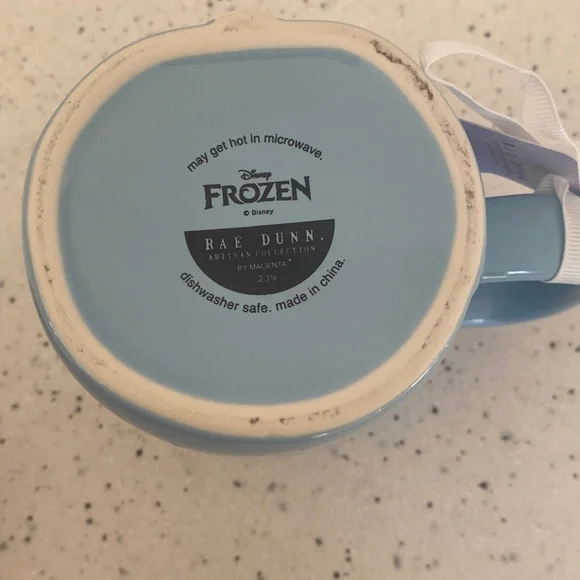 may get hot in microwave.
Disney
FROZEN
© Disney
RAE DUNN.
ARTISAN COLLECTION
BY MAGENTA
239
dishwasher safe. made in china.